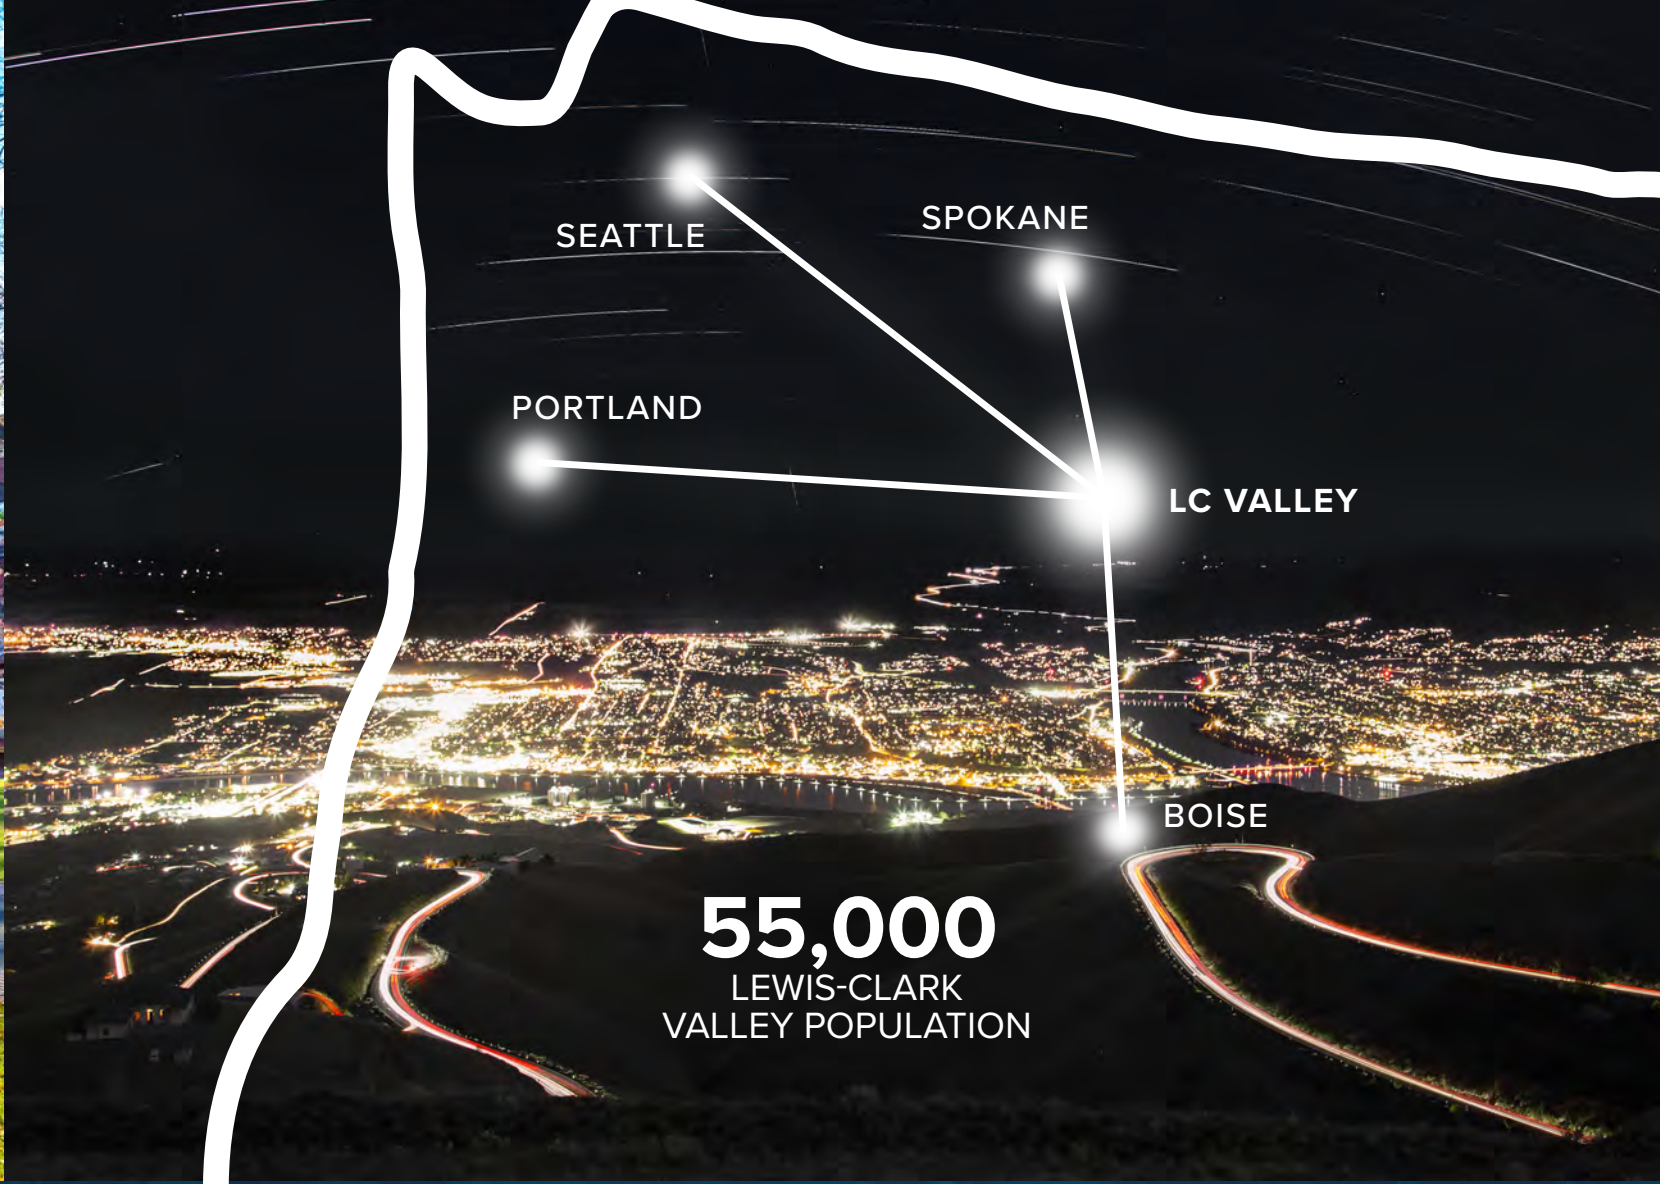 SEATTLE
SPOKANE
PORTLAND
LC VALLEY
BOISE
55,000
LEWIS-CLARK
VALLEY POPULATION